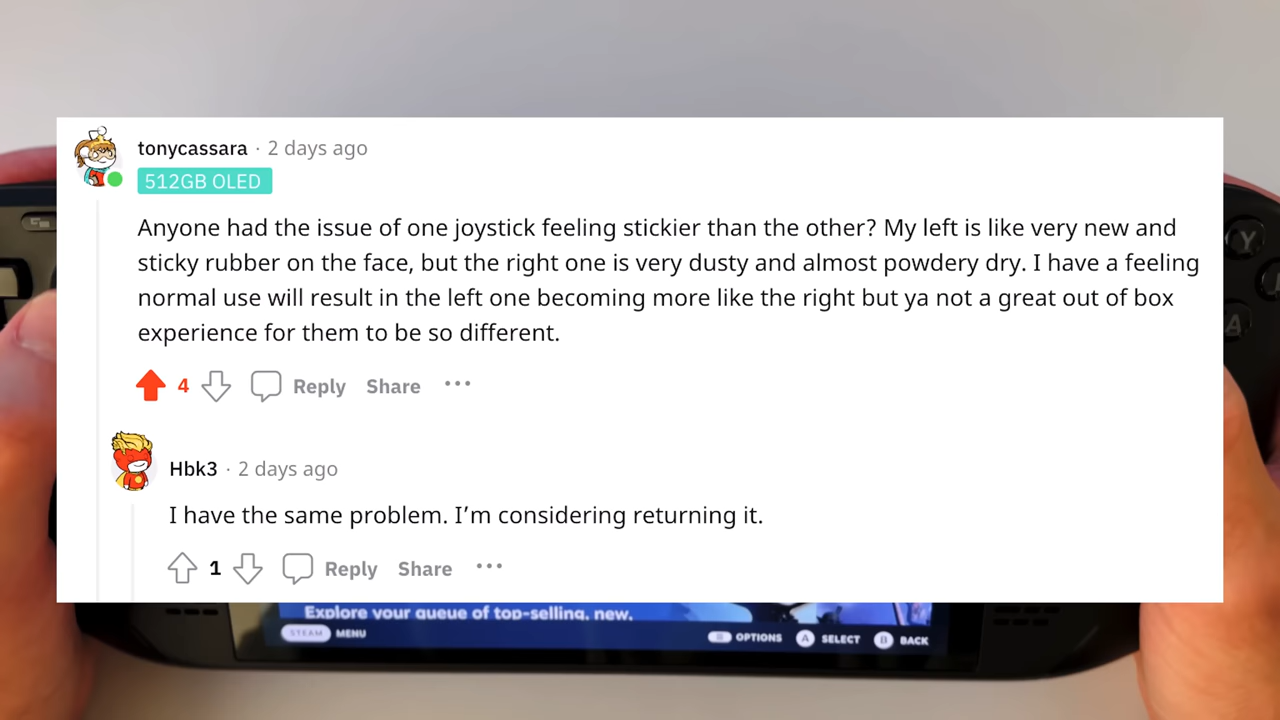 tonycassara · 2 days ago
512GB OLED
Anyone had the issue of one joystick feeling stickier than the other? My left is like very new and
sticky rubber on the face, but the right one is very dusty and almost powdery dry. I have a feeling
normal use will result in the left one becoming more like the right but ya not a great out of box
experience for them to be so different.
4 Reply Share ···
Hbk3 · 2 days ago
I have the same problem. I’m considering returning it.
1 Reply Share ···
Y
A
Explore your queue of top-selling, new,
STEAM MENU OPTIONS A SELECT B BACK